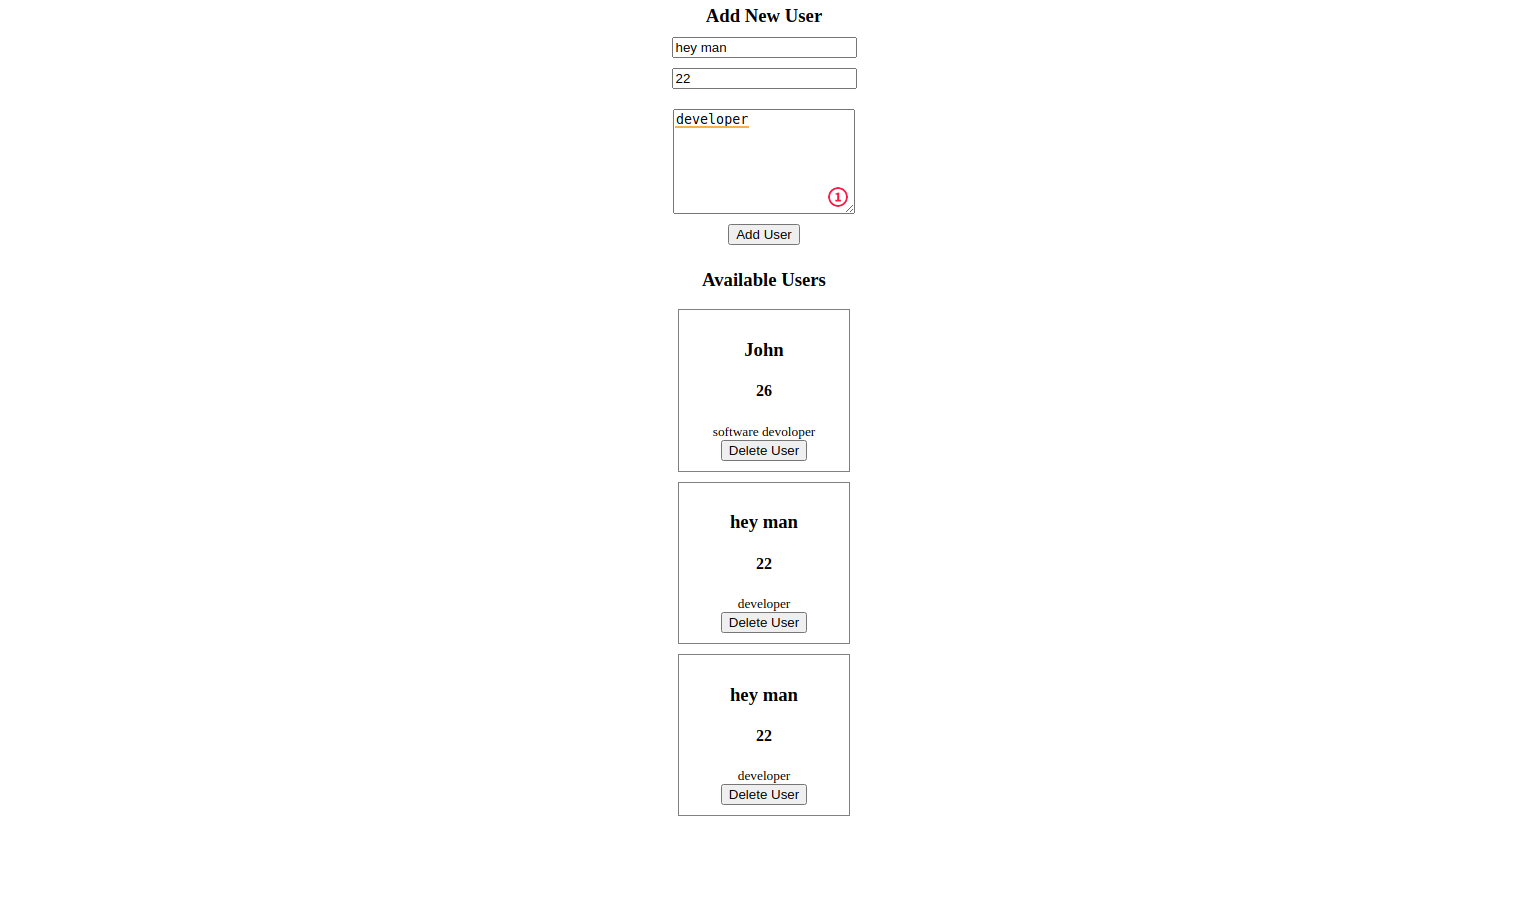 Add New User
hey man
22
developer
1
Add User
Available Users
John
26
software devoloper
Delete User
hey man
22
developer
Delete User
hey man
22
developer
Delete User